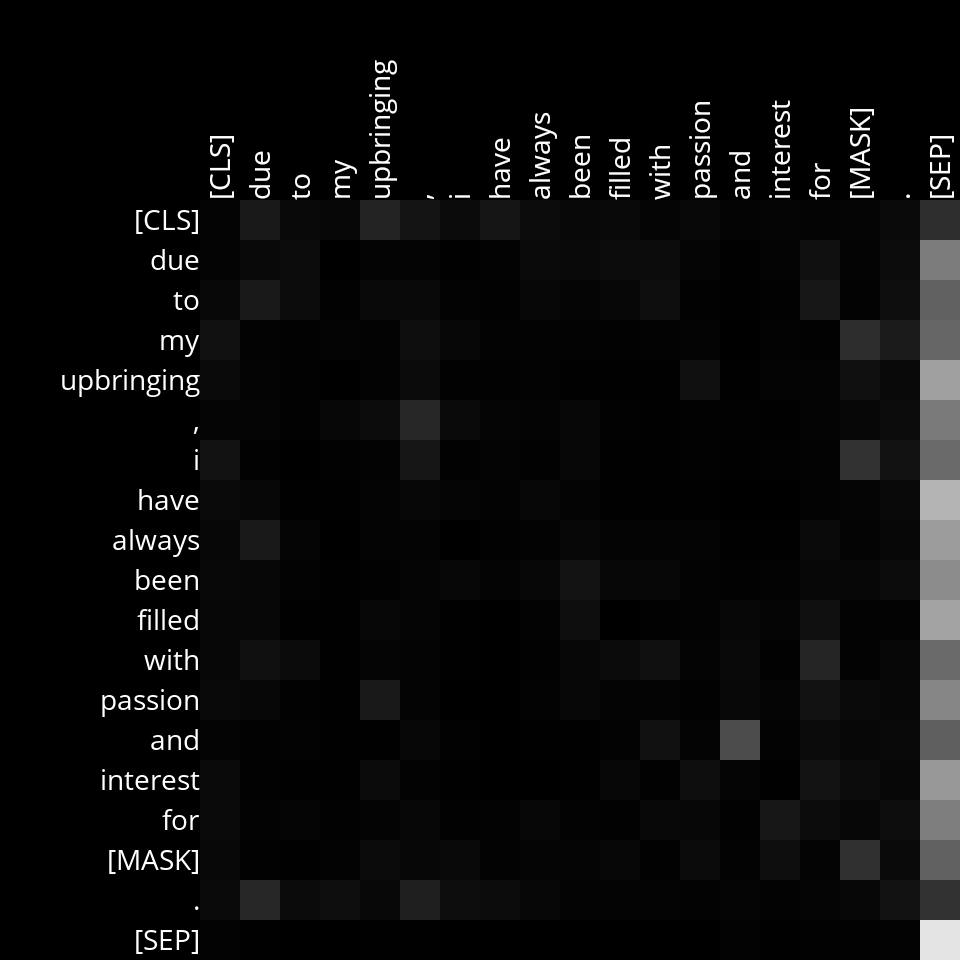 [CLS] due to my upbringing , i have always been filled with passion and interest for [MASK] . [SEP]
[CLS]
due
to
my
upbringing
,
i
have
always
been
filled
with
passion
and
interest
for
[MASK]
.
[SEP]